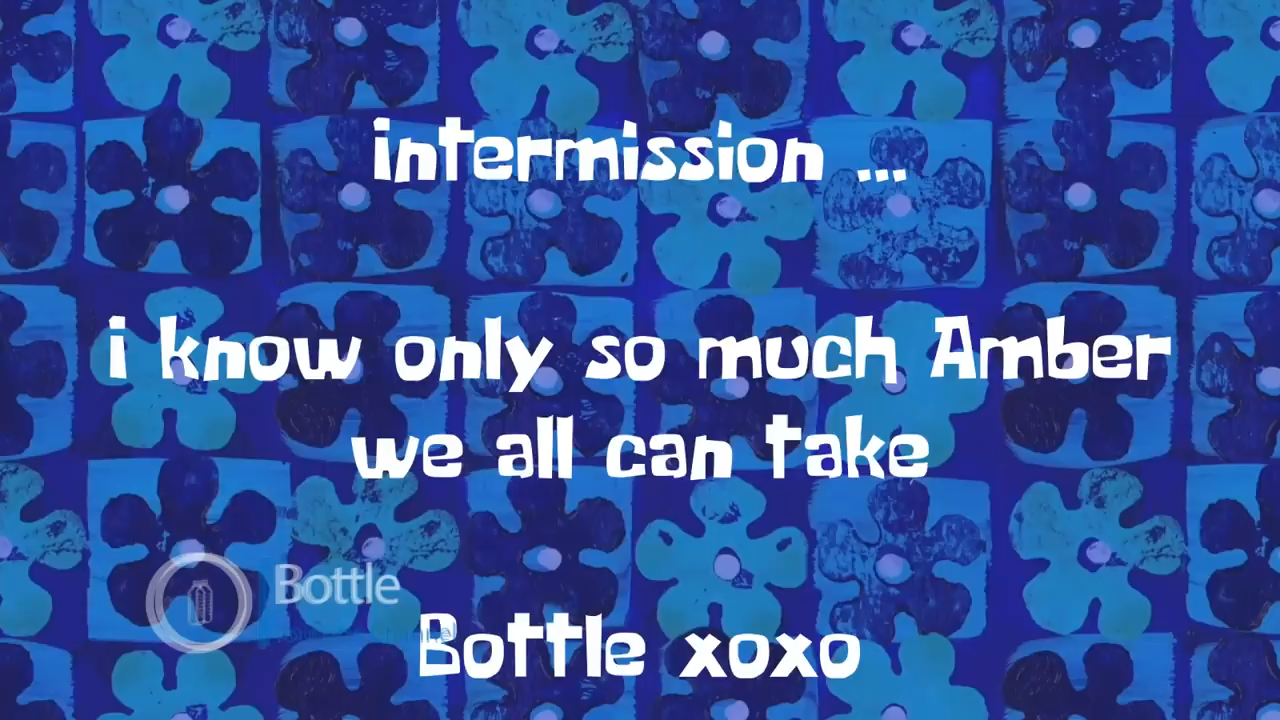 intermission ...
i know only so much Amber
we all can take
Bottle
Bottle xoxo